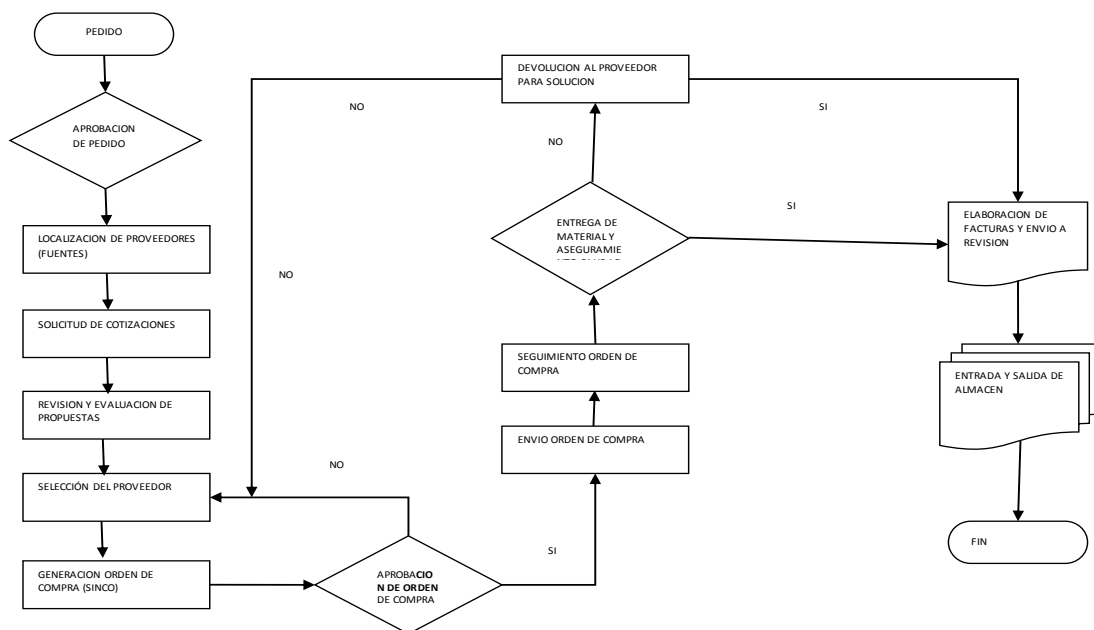 PEDIDO
APROBACION
DE PEDIDO
LOCALIZACION DE PROVEEDORES
(FUENTES)
SOLICITUD DE COTIZACIONES
REVISION Y EVALUACION DE
PROPUESTAS
SELECCIÓN DEL PROVEEDOR
GENERACION ORDEN DE
COMPRA (SINCO)
APROBACIO
N DE ORDEN
DE COMPRA
NO
SI
NO
NO
ENVIO ORDEN DE COMPRA
SEGUIMIENTO ORDEN DE
COMPRA
ENTREGA DE
MATERIAL Y
ASEGURAMIE
NO
SI
DEVOLUCION AL PROVEEDOR
PARA SOLUCION
SI
ELABORACION DE
FACTURAS Y ENVIO A
REVISION
ENTRADA Y SALIDA DE
ALMACEN
FIN